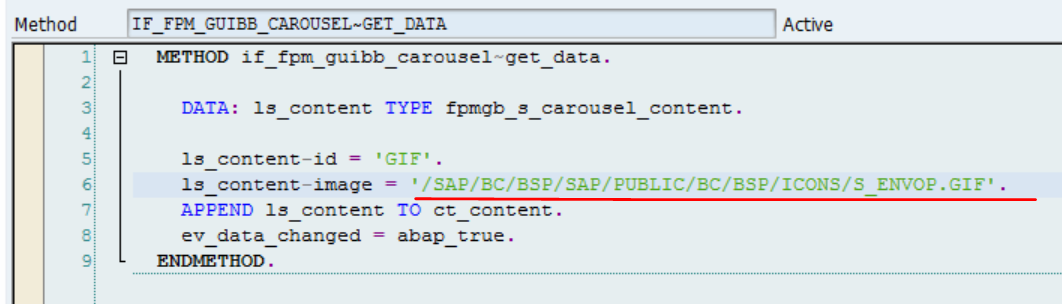 Method IF_FPM_GUIBB_CAROUSEL~GET_DATA Active
1 METHOD if_fpm_guibb_carousel~get_data.
2
3 DATA: ls_content TYPE fpmgb_s_carousel_content.
4
5 ls_content-id = 'GIF'.
6 ls_content-image = '/SAP/BC/BSP/SAP/PUBLIC/BC/BSP/ICONS/S_ENVOP.GIF'.
7 APPEND ls_content TO ct_content.
8 ev_data_changed = abap_true.
9 ENDMETHOD.